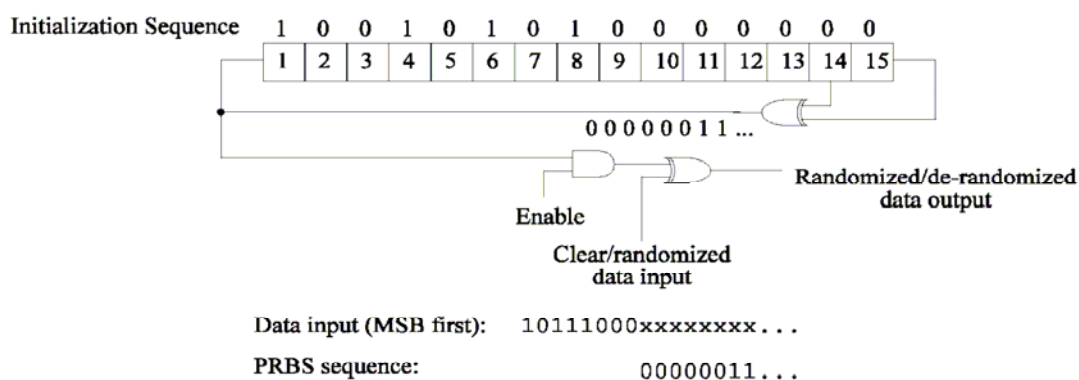 Initialization Sequence 1 0 0 1 0 1 0 1 0 0 0 0 0 0 0
1 2 3 4 5 6 7 8 9 10 11 12 13 14 15
0 0 0 0 0 0 1 1 ...
Enable
Randomized/de-randomized
data output
Clear/randomized
data input
Data input (MSB first): 10111000xxxxxxxx...
PRBS sequence: 00000011...